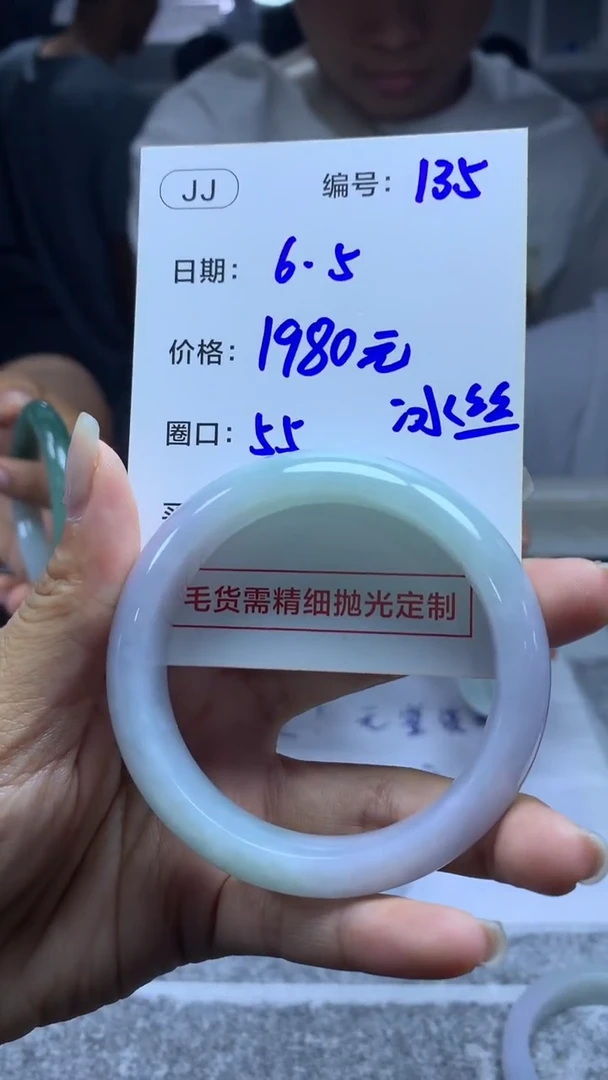 JJ 编号：135
日期：6.5
价格：1980元
冰丝
圈口：55
毛货需精细抛光定制